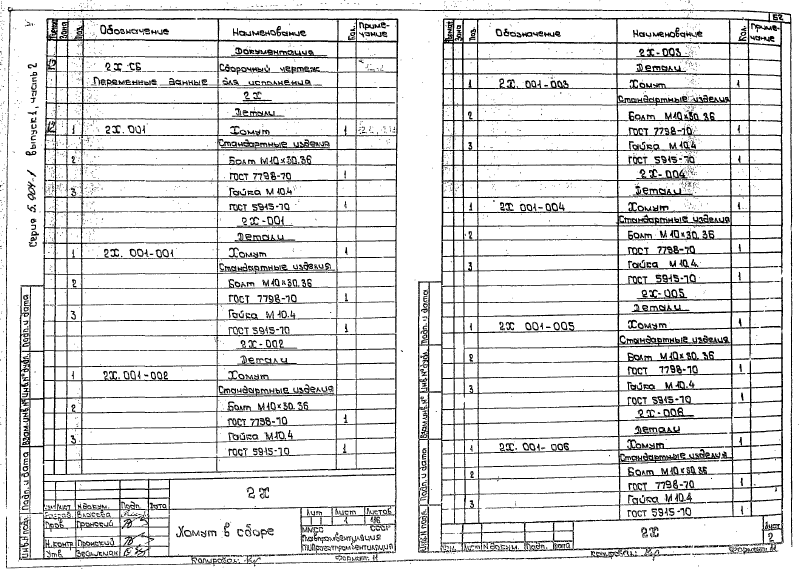 Серия 5.904-1 выпуск 1, часть 2
Формат Зона Поз. Обозначение Наименование Кол. Примечание
Документация
2Х СБ Сборочный чертеж
Переменные данные для исполнения
2Х
Детали
1 2Х.001 Хомут 1
Стандартные изделия
2 Болт М10×30.36
ГОСТ 7798-70 1
3 Гайка М10.4
ГОСТ 5915-70 1
2Х-001
Детали
1 2Х.001-001 Хомут 1
Стандартные изделия
2 Болт М10×30.36
ГОСТ 7798-70 1
3 Гайка М10.4
ГОСТ 5915-70 1
2Х-002
Детали
1 2Х.001-002 Хомут 1
Стандартные изделия
2 Болт М10×30.36
ГОСТ 7798-70 1
3 Гайка М10.4
ГОСТ 5915-70 1
2Х
Изм. Лист № докум. Подп. Дата
Разраб. Власова
Пров. Пронский
Н.контр Пронский
Утв.
Хомут в сборе
Лит Лист Листов
1
ММСС СССР
Главпромвентиляция
ГПИ Проектпромвентиляция
Копировал:
Формат 11
Инв.№ подл. Подп. и дата Взам.инв.№ Инв.№ дубл. Подп. и дата
52
Формат Зона Поз. Обозначение Наименование Кол. Примечание
2Х-003
Детали
1 2Х.001-003 Хомут 1
Стандартные изделия
2 Болт М10×30.36
ГОСТ 7798-70 1
3 Гайка М10.4
ГОСТ 5915-70 1
2Х-004
Детали
1 2Х.001-004 Хомут 1
Стандартные изделия
2 Болт М10×30.36
ГОСТ 7798-70 1
3 Гайка М10.4
ГОСТ 5915-70 1
2Х-005
Детали
1 2Х 001-005 Хомут 1
Стандартные изделия
2 Болт М10×30.36
ГОСТ 7798-70 1
3 Гайка М10.4
ГОСТ 5915-70 1
2Х-006
Детали
1 2Х.001-006 Хомут 1
Стандартные изделия
2 Болт М10×30.36
ГОСТ 7798-70 1
3 Гайка М10.4
ГОСТ 5915-70 1
2Х
Лист
2
Изм. Лист № докум. Подп. Дата
Копировал:
Формат 11
Инв.№ подл. Подп. и дата Взам.инв.№ Инв.№ дубл. Подп. и дата